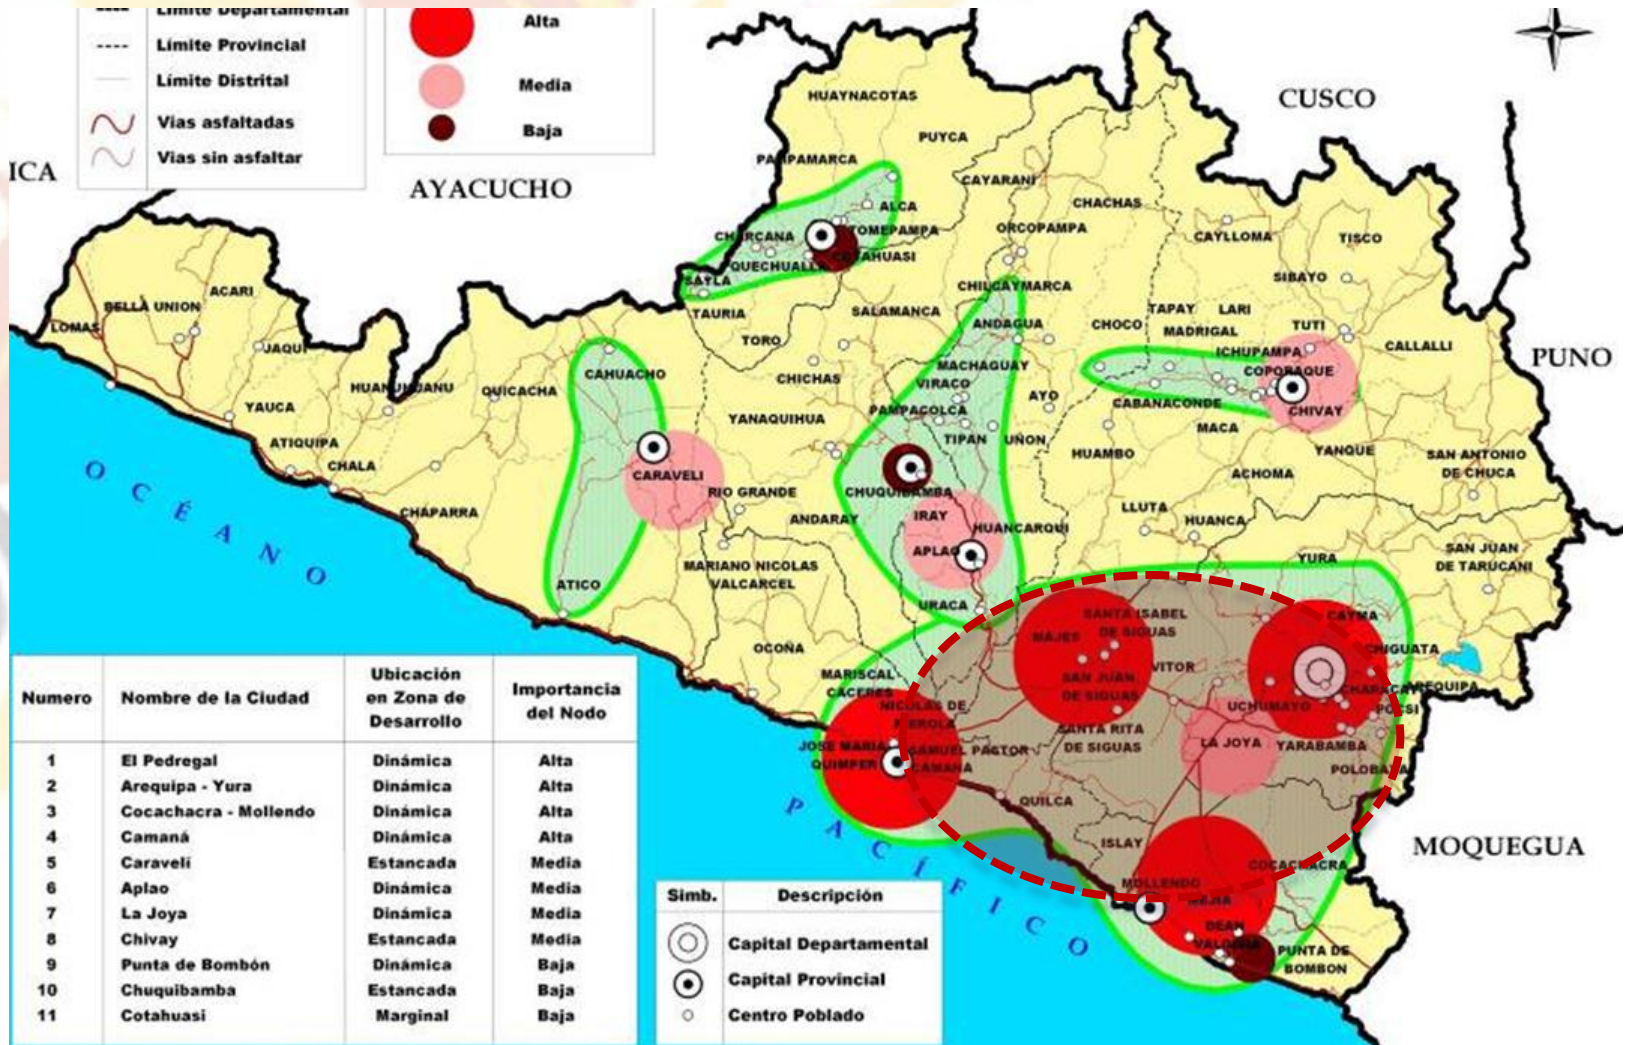 Límite Departamental
Límite Provincial
Límite Distrital
Vias asfaltadas
Vias sin asfaltar
Alta
Media
Baja
CUSCO
ICA
AYACUCHO
PUNO
MOQUEGUA
OCÉANO
PACÍFICO
HUAYNACOTAS
PUYCA
PAMPAMARCA
CAYARANI
ALCA
CHACHAS
CHARCANA
TOMEPAMPA
ORCOPAMPA
CAYLLOMA
TISCO
QUECHUALLA
COTAHUASI
SAYLA
CHILCAYMARCA
SIBAYO
ACARI
BELLA UNION
LOMAS
TAURIA
SALAMANCA
ANDAGUA
CHOCO
TAPAY
LARI
MADRIGAL
TUTI
JAQUI
TORO
ICHUPAMPA
CALLALLI
CAHUACHO
CHICHAS
MACHAGUAY
VIRACO
COPORAQUE
HUANUHUANU
QUICACHA
AYO
CABANACONDE
CHIVAY
YAUCA
YANAQUIHUA
PAMPACOLCA
MACA
ATIQUIPA
TIPAN
UÑON
YANQUE
CHALA
HUAMBO
SAN ANTONIO
DE CHUCA
CARAVELI
RIO GRANDE
CHUQUIBAMBA
ACHOMA
CHAPARRA
ANDARAY
IRAY
HUANCARQUI
LLUTA
HUANCA
APLAO
SAN JUAN
DE TARUCANI
MARIANO NICOLAS
VALCARCEL
YURA
ATICO
URACA
SANTA ISABEL
DE SIGUAS
CAYMA
MAJES
OCOÑA
CHIGUATA
MARISCAL
CACERES
SAN JUAN
DE SIGUAS
VITOR
AREQUIPA
NICOLAS DE
PIEROLA
UCHUMAYO
POCSI
SANTA RITA
DE SIGUAS
JOSE MARIA
QUIMPER
SAMUEL PASTOR
CAMANA
LA JOYA
YARABAMBA
POLOBAYA
QUILCA
ISLAY
COCACHACRA
MOLLENDO
MEJIA
DEAN
VALDIVIA
PUNTA DE
BOMBON
Numero Nombre de la Ciudad Ubicación en Zona de Desarrollo Importancia del Nodo
1 El Pedregal Dinámica Alta
2 Arequipa - Yura Dinámica Alta
3 Cocachacra - Mollendo Dinámica Alta
4 Camaná Dinámica Alta
5 Caravelí Estancada Media
6 Aplao Dinámica Media
7 La Joya Dinámica Media
8 Chivay Estancada Media
9 Punta de Bombón Dinámica Baja
10 Chuquibamba Estancada Baja
11 Cotahuasi Marginal Baja
Simb. Descripción
Capital Departamental
Capital Provincial
Centro Poblado